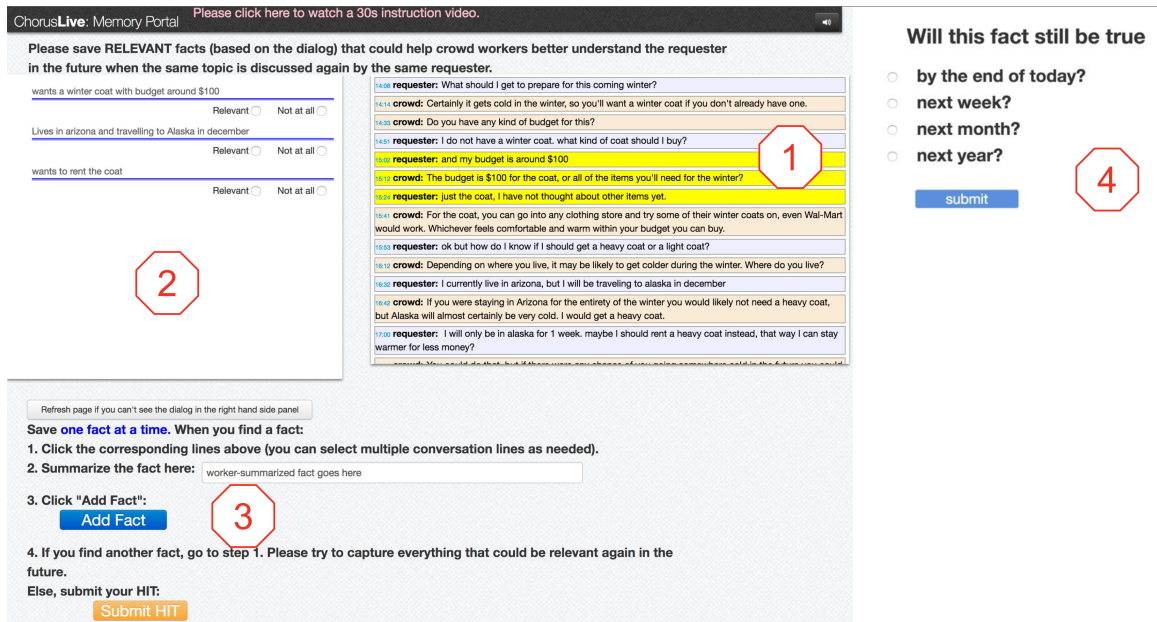 ChorusLive: Memory Portal
Please click here to watch a 30s instruction video.
Please save RELEVANT facts (based on the dialog) that could help crowd workers better understand the requester
in the future when the same topic is discussed again by the same requester.
wants a winter coat with budget around $100
Relevant Not at all
Lives in arizona and travelling to Alaska in december
Relevant Not at all
wants to rent the coat
Relevant Not at all
2
14:08 requester: What should I get to prepare for this coming winter?
14:14 crowd: Certainly it gets cold in the winter, so you'll want a winter coat if you don't already have one.
14:33 crowd: Do you have any kind of budget for this?
14:51 requester: I do not have a winter coat. what kind of coat should I buy?
15:02 requester: and my budget is around $100
15:12 crowd: The budget is $100 for the coat, or all of the items you'll need for the winter?
15:24 requester: just the coat, I have not thought about other items yet.
15:41 crowd: For the coat, you can go into any clothing store and try some of their winter coats on, even Wal-Mart
would work. Whichever feels comfortable and warm within your budget you can buy.
15:53 requester: ok but how do I know if I should get a heavy coat or a light coat?
16:12 crowd: Depending on where you live, it may be likely to get colder during the winter. Where do you live?
16:32 requester: I currently live in arizona, but I will be traveling to alaska in december
16:42 crowd: If you were staying in Arizona for the entirety of the winter you would likely not need a heavy coat,
but Alaska will almost certainly be very cold. I would get a heavy coat.
17:00 requester: I will only be in alaska for 1 week. maybe I should rent a heavy coat instead, that way I can stay
warmer for less money?
1
Refresh page if you can't see the dialog in the right hand side panel
Save one fact at a time. When you find a fact:
1. Click the corresponding lines above (you can select multiple conversation lines as needed).
2. Summarize the fact here: worker-summarized fact goes here
3. Click "Add Fact":
Add Fact
3
4. If you find another fact, go to step 1. Please try to capture everything that could be relevant again in the
future.
Else, submit your HIT:
Submit HIT
Will this fact still be true
by the end of today?
next week?
next month?
next year?
submit
4